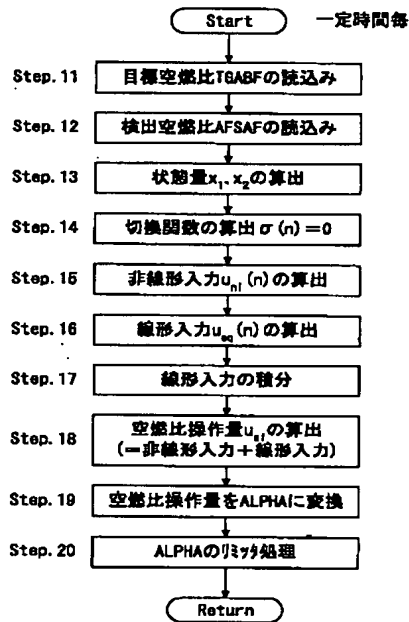 Start 一定時間毎
Step. 11 目標空燃比TGABFの読込み
Step. 12 検出空燃比AFSAFの読込み
Step. 13 状態量x₁、x₂の算出
Step. 14 切換関数の算出σ(n)=0
Step. 15 非線形入力uₙₗ(n)の算出
Step. 16 線形入力u_eq(n)の算出
Step. 17 線形入力の積分
Step. 18 空燃比操作量uₛₗの算出
(=非線形入力+線形入力)
Step. 19 空燃比操作量をALPHAに変換
Step. 20 ALPHAのリミッタ処理
Return